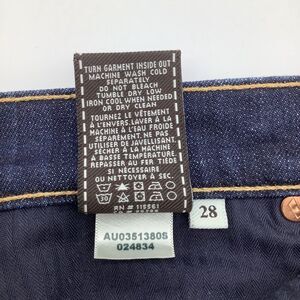 TURN GARMENT INSIDE OUT
MACHINE WASH COLD
SEPARATELY
DO NOT BLEACH
TUMBLE DRY LOW
IRON COOL WHEN NEEDED
OR DRY CLEAN
TOURNEZ LE VÊTEMENT
À L'ENVERS. LAVER À LA
MACHINE À L'EAU FROIDE
SÉPARÉMENT. NE PAS
UTILISER DE JAVELLISANT.
SÉCHER À LA MACHINE
À BASSE TEMPÉRATURE.
REPASSER AU FER TIÈDE
SI NÉCESSAIRE
OU NETTOYER À SEC.
RN # 115561
AU0351380S
024834
28